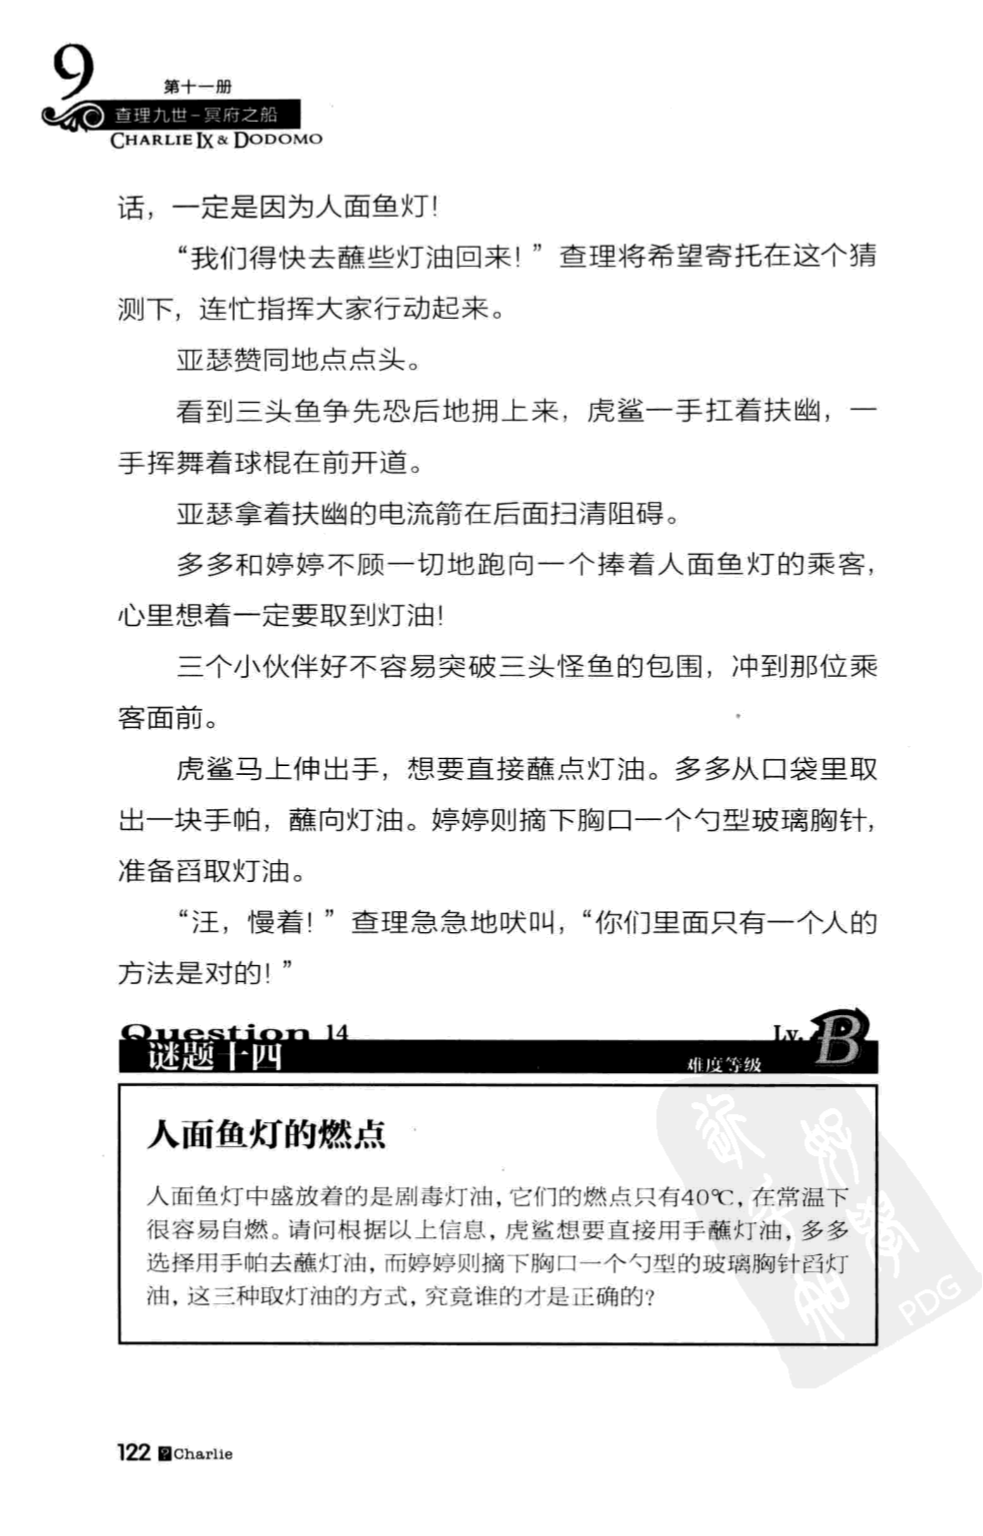 9
第十一册
查理九世-冥府之船
CHARLIE IX & DODOMO
话，一定是因为人面鱼灯！
“我们得快去蘸些灯油回来！”查理将希望寄托在这个猜
测下，连忙指挥大家行动起来。
亚瑟赞同地点点头。
看到三头鱼争先恐后地拥上来，虎鲨一手扛着扶幽，一
手挥舞着球棍在前开道。
亚瑟拿着扶幽的电流箭在后面扫清阻碍。
多多和婷婷不顾一切地跑向一个捧着人面鱼灯的乘客，
心里想着一定要取到灯油！
三个小伙伴好不容易突破三头怪鱼的包围，冲到那位乘
客面前。
虎鲨马上伸出手，想要直接蘸点灯油。多多从口袋里取
出一块手帕，蘸向灯油。婷婷则摘下胸口一个勺型玻璃胸针，
准备舀取灯油。
“汪，慢着！”查理急急地吠叫，“你们里面只有一个人的
方法是对的！”
Question 14 Lv. B
谜题十四 难度等级
人面鱼灯的燃点
人面鱼灯中盛放着的是剧毒灯油，它们的燃点只有40℃，在常温下
很容易自燃。请问根据以上信息，虎鲨想要直接用手蘸灯油，多多
选择用手帕去蘸灯油，而婷婷则摘下胸口一个勺型的玻璃胸针舀灯
油，这三种取灯油的方式，究竟谁的才是正确的？
PDG
122 ?Charlie